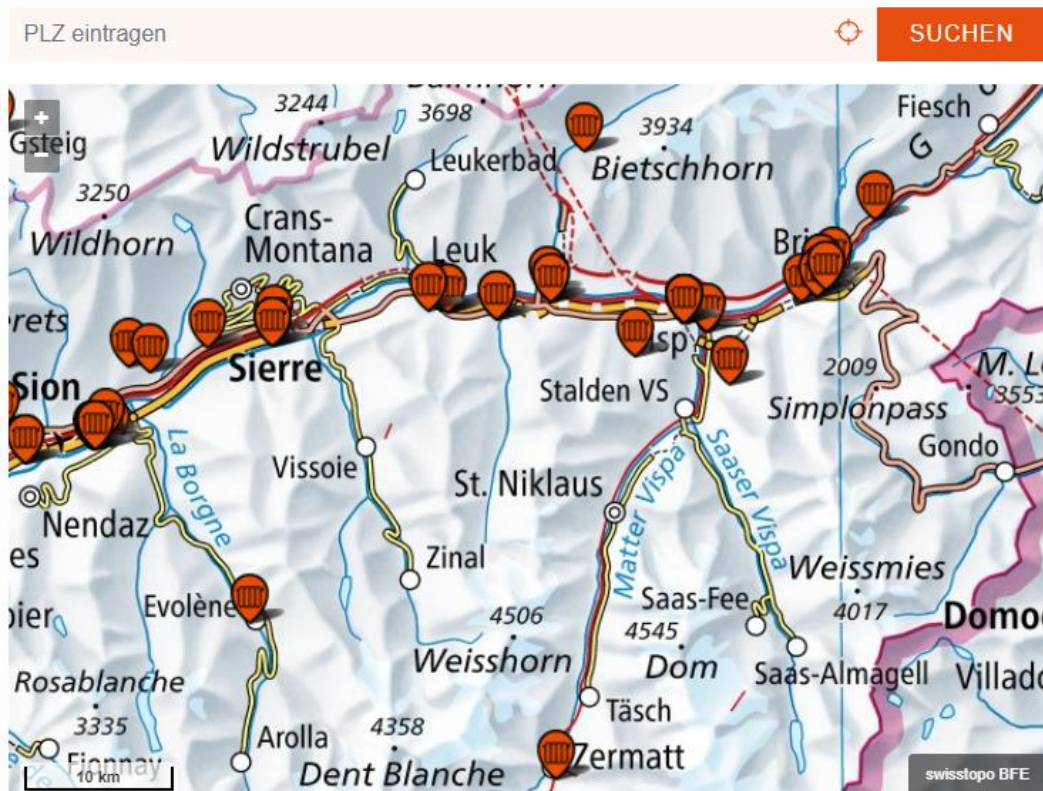 PLZ eintragen
SUCHEN
+
−
Gsteig
3244
Wildstrubel
3698
3934
Bietschhorn
Fiesch
G
Leukerbad
3250
Wildhorn
Crans-
Montana
Leuk
Sierre
Sion
Stalden VS
2009
Simplonpass
3553
Gondo
La Borgne
Vissoie
St. Niklaus
Matter Vispa
Saaser Vispa
Nendaz
Zinal
Weissmies
4017
Evolène
4506
Weisshorn
Saas-Fee
4545
Dom
Saas-Almagell
Rosablanche
3335
Täsch
Arolla
4358
Dent Blanche
Zermatt
Fionnay
10 km
swisstopo BFE